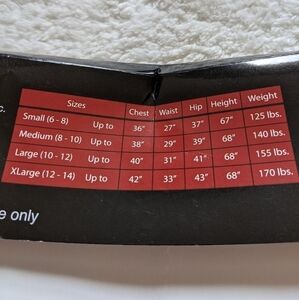 c.
Sizes Chest Waist Hip Height Weight
Small (6 - 8) Up to 36" 27" 37" 67" 125 lbs.
Medium (8 - 10) Up to 38" 29" 39" 68" 140 lbs.
Large (10 - 12) Up to 40" 31" 41" 68" 155 lbs.
XLarge (12 - 14) Up to 42" 33" 43" 68" 170 lbs.
e only